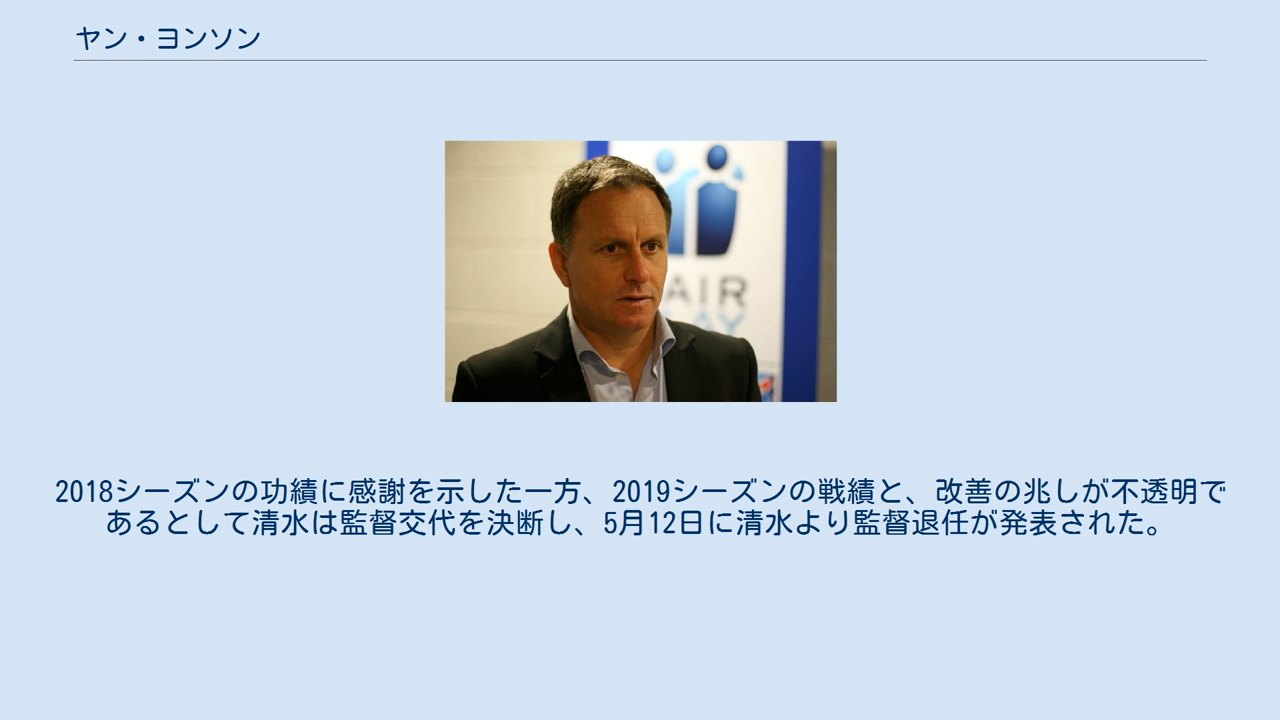 ヤン・ヨンソン
AIR
AY
2018シーズンの功績に感謝を示した一方、2019シーズンの戦績と、改善の兆しが不透明で
あるとして清水は監督交代を決断し、5月12日に清水より監督退任が発表された。